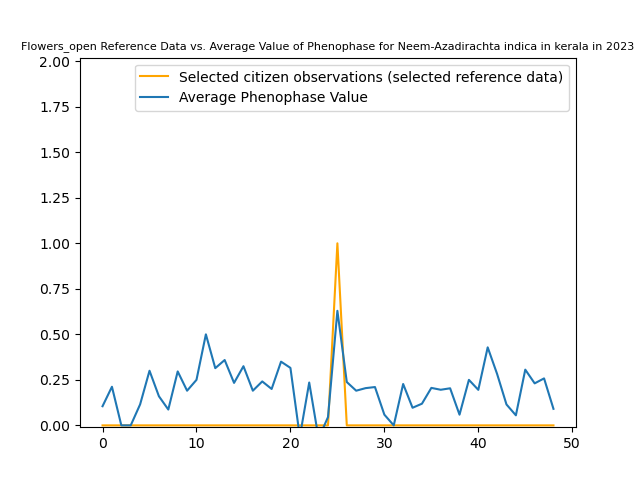 Flowers_open Reference Data vs. Average Value of Phenophase for Neem-Azadirachta indica in kerala in 2023
Selected citizen observations (selected reference data)
Average Phenophase Value
2.00
1.75
1.50
1.25
1.00
0.75
0.50
0.25
0.00
0 10 20 30 40 50